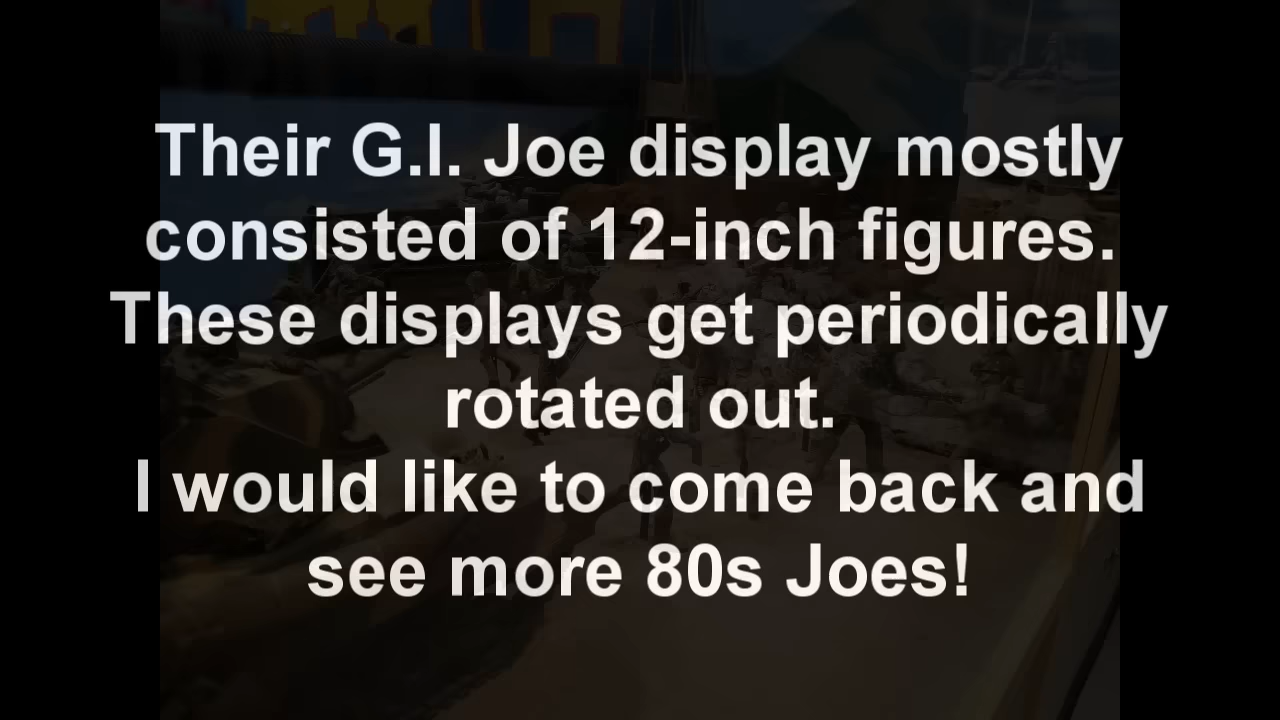 Their G.I. Joe display mostly
consisted of 12-inch figures.
These displays get periodically
rotated out.
I would like to come back and
see more 80s Joes!